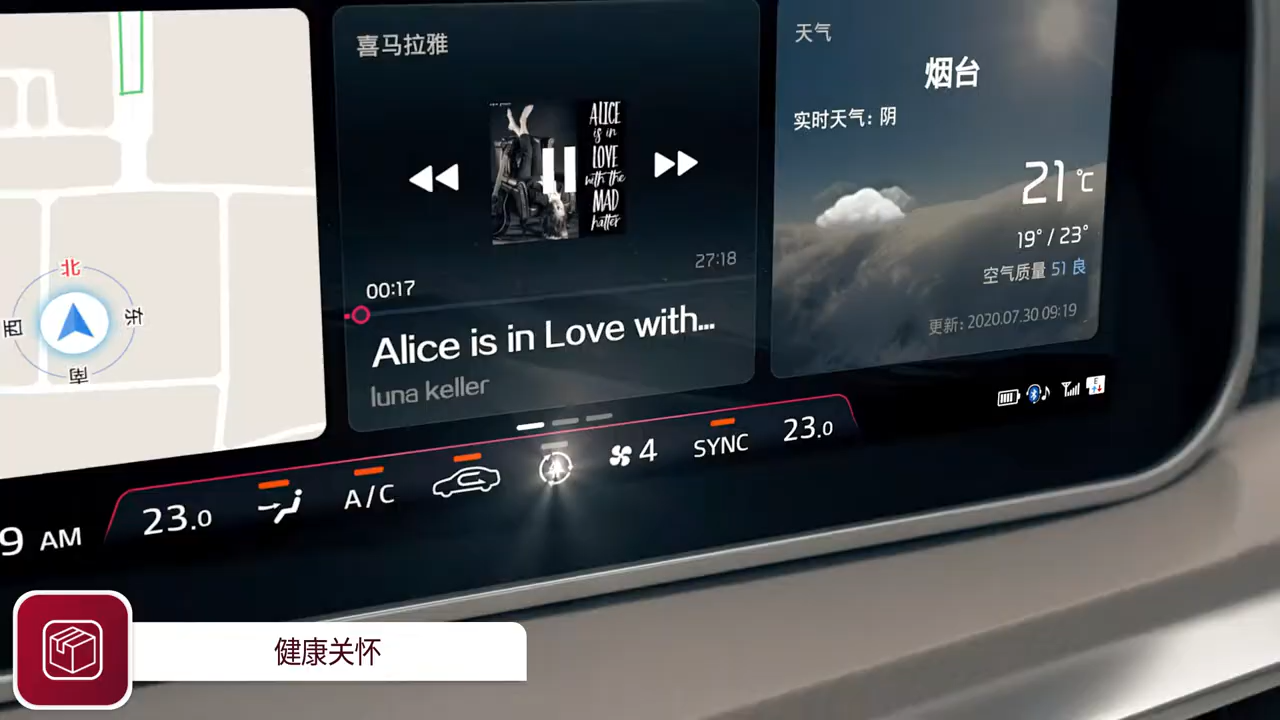 喜马拉雅
ALICE
is in
LOVE
with the
MAD
hatter
00:17
27:18
Alice is in Love with...
luna keller
天气
烟台
实时天气: 阴
21℃
19° / 23°
空气质量 51 良
更新: 2020.07.30 09:19
北
西
东
南
9 AM
23.0
A/C
4
SYNC
23.0
健康关怀